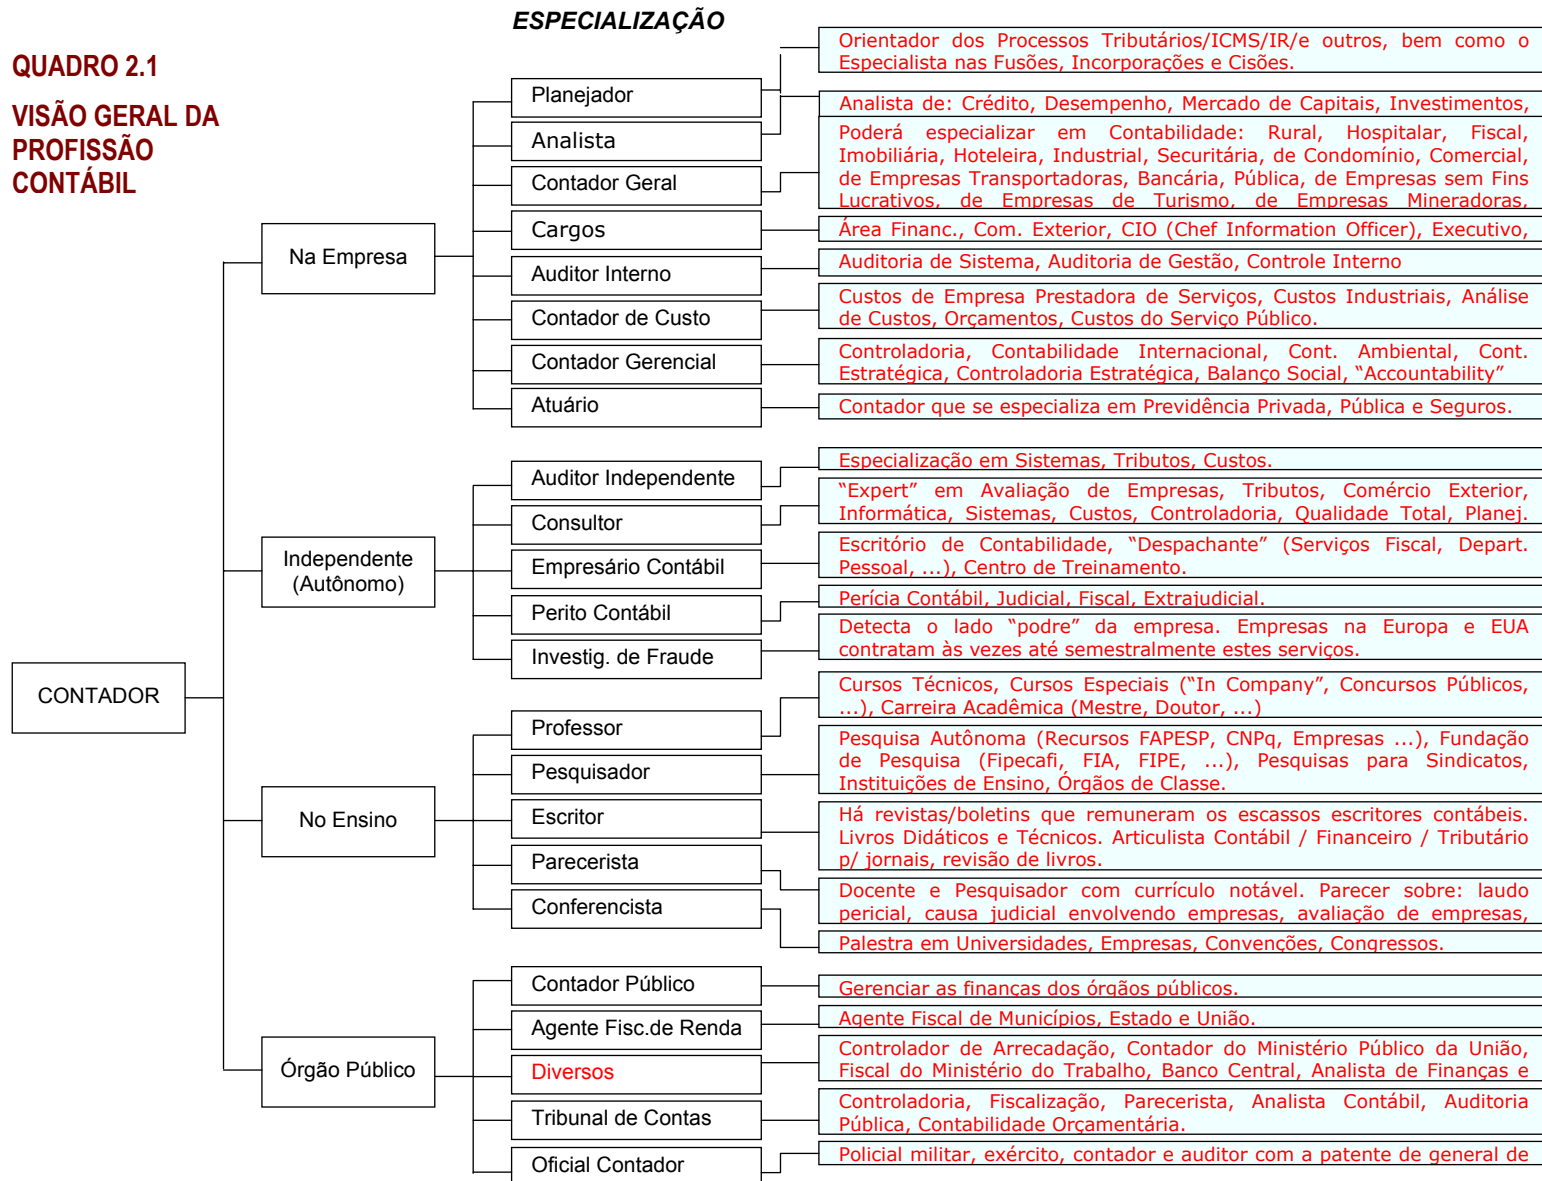 ESPECIALIZAÇÃO
QUADRO 2.1
VISÃO GERAL DA
PROFISSÃO
CONTÁBIL
CONTADOR
Na Empresa
Planejador
Orientador dos Processos Tributários/ICMS/IR/e outros, bem como o
Especialista nas Fusões, Incorporações e Cisões.
Analista
Analista de: Crédito, Desempenho, Mercado de Capitais, Investimentos,
Contador Geral
Poderá especializar em Contabilidade: Rural, Hospitalar, Fiscal,
Imobiliária, Hoteleira, Industrial, Securitária, de Condomínio, Comercial,
de Empresas Transportadoras, Bancária, Pública, de Empresas sem Fins
Lucrativos, de Empresas de Turismo, de Empresas Mineradoras,
Cargos
Área Financ., Com. Exterior, CIO (Chef Information Officer), Executivo,
Auditor Interno
Auditoria de Sistema, Auditoria de Gestão, Controle Interno
Contador de Custo
Custos de Empresa Prestadora de Serviços, Custos Industriais, Análise
de Custos, Orçamentos, Custos do Serviço Público.
Contador Gerencial
Controladoria, Contabilidade Internacional, Cont. Ambiental, Cont.
Estratégica, Controladoria Estratégica, Balanço Social, “Accountability”
Atuário
Contador que se especializa em Previdência Privada, Pública e Seguros.
Independente
(Autônomo)
Auditor Independente
Especialização em Sistemas, Tributos, Custos.
Consultor
“Expert” em Avaliação de Empresas, Tributos, Comércio Exterior,
Informática, Sistemas, Custos, Controladoria, Qualidade Total, Planej.
Empresário Contábil
Escritório de Contabilidade, “Despachante” (Serviços Fiscal, Depart.
Pessoal, ...), Centro de Treinamento.
Perito Contábil
Perícia Contábil, Judicial, Fiscal, Extrajudicial.
Investig. de Fraude
Detecta o lado “podre” da empresa. Empresas na Europa e EUA
contratam às vezes até semestralmente estes serviços.
No Ensino
Professor
Cursos Técnicos, Cursos Especiais (“In Company”, Concursos Públicos,
...), Carreira Acadêmica (Mestre, Doutor, ...)
Pesquisador
Pesquisa Autônoma (Recursos FAPESP, CNPq, Empresas ...), Fundação
de Pesquisa (Fipecafi, FIA, FIPE, ...), Pesquisas para Sindicatos,
Instituições de Ensino, Órgãos de Classe.
Escritor
Há revistas/boletins que remuneram os escassos escritores contábeis.
Livros Didáticos e Técnicos. Articulista Contábil / Financeiro / Tributário
p/ jornais, revisão de livros.
Parecerista
Docente e Pesquisador com currículo notável. Parecer sobre: laudo
pericial, causa judicial envolvendo empresas, avaliação de empresas,
Conferencista
Palestra em Universidades, Empresas, Convenções, Congressos.
Órgão Público
Contador Público
Gerenciar as finanças dos órgãos públicos.
Agente Fisc.de Renda
Agente Fiscal de Municípios, Estado e União.
Diversos
Controlador de Arrecadação, Contador do Ministério Público da União,
Fiscal do Ministério do Trabalho, Banco Central, Analista de Finanças e
Tribunal de Contas
Controladoria, Fiscalização, Parecerista, Analista Contábil, Auditoria
Pública, Contabilidade Orçamentária.
Oficial Contador
Policial militar, exército, contador e auditor com a patente de general de